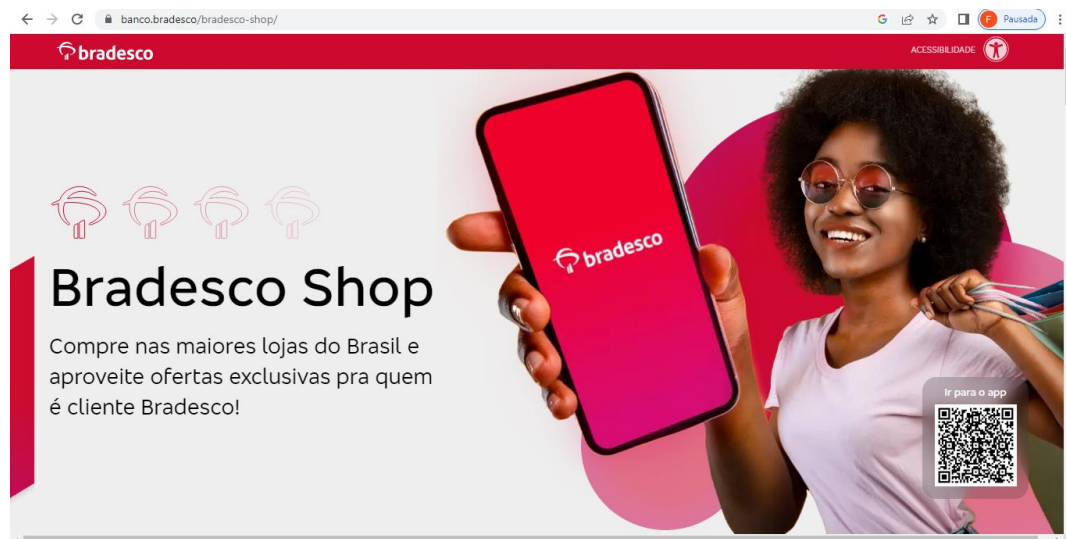 banco.bradesco/bradesco-shop/
F
Pausada
bradesco
ACESSIBILIDADE
bradesco
Bradesco Shop
Compre nas maiores lojas do Brasil e
aproveite ofertas exclusivas pra quem
é cliente Bradesco!
Ir para o app